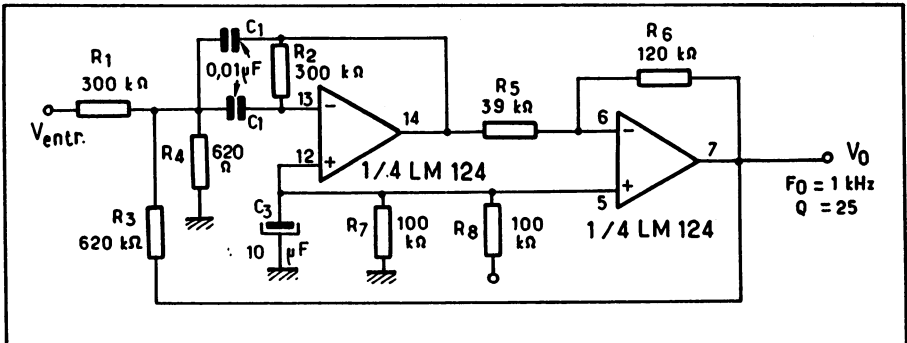 R1
300 kΩ
Ventr.
C1
0,01µF
C1
R2
300 kΩ
R4
620
Ω
R3
620 kΩ
13
14
12
1/4 LM 124
C3
10 µF
R7
100
kΩ
R8
100
kΩ
R5
39 kΩ
R6
120 kΩ
6
7
5
1/4 LM 124
V0
F0 = 1 kHz
Q = 25